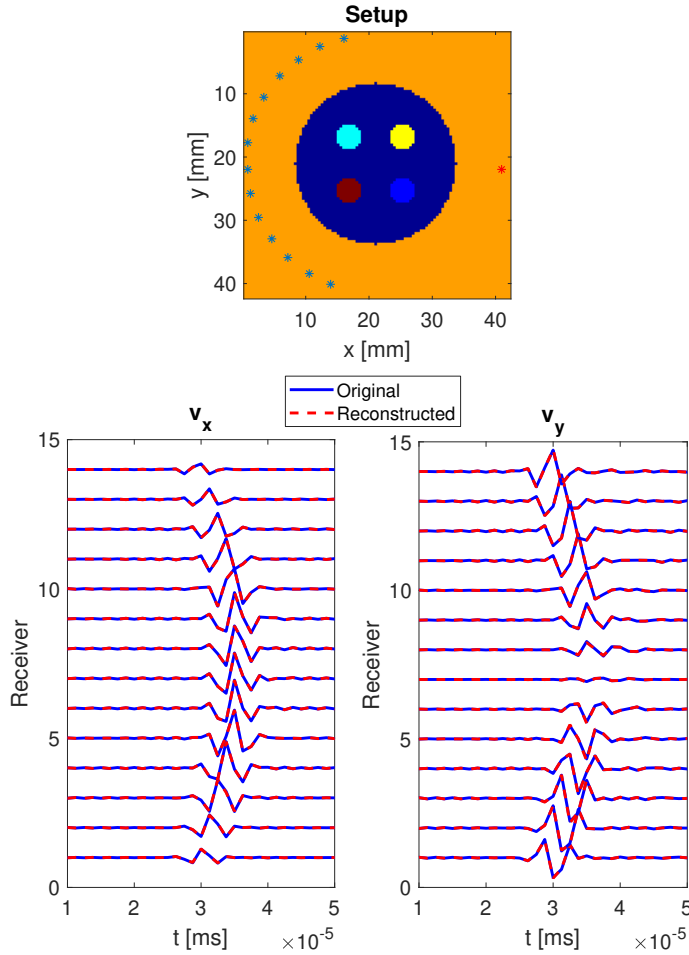 Setup
10
20
30
40
y [mm]
10 20 30 40
x [mm]
Original
Reconstructed
v_x
v_y
15
10
5
0
Receiver
1 2 3 4 5
t [ms]
×10^-5
15
10
5
0
Receiver
1 2 3 4 5
t [ms]
×10^-5